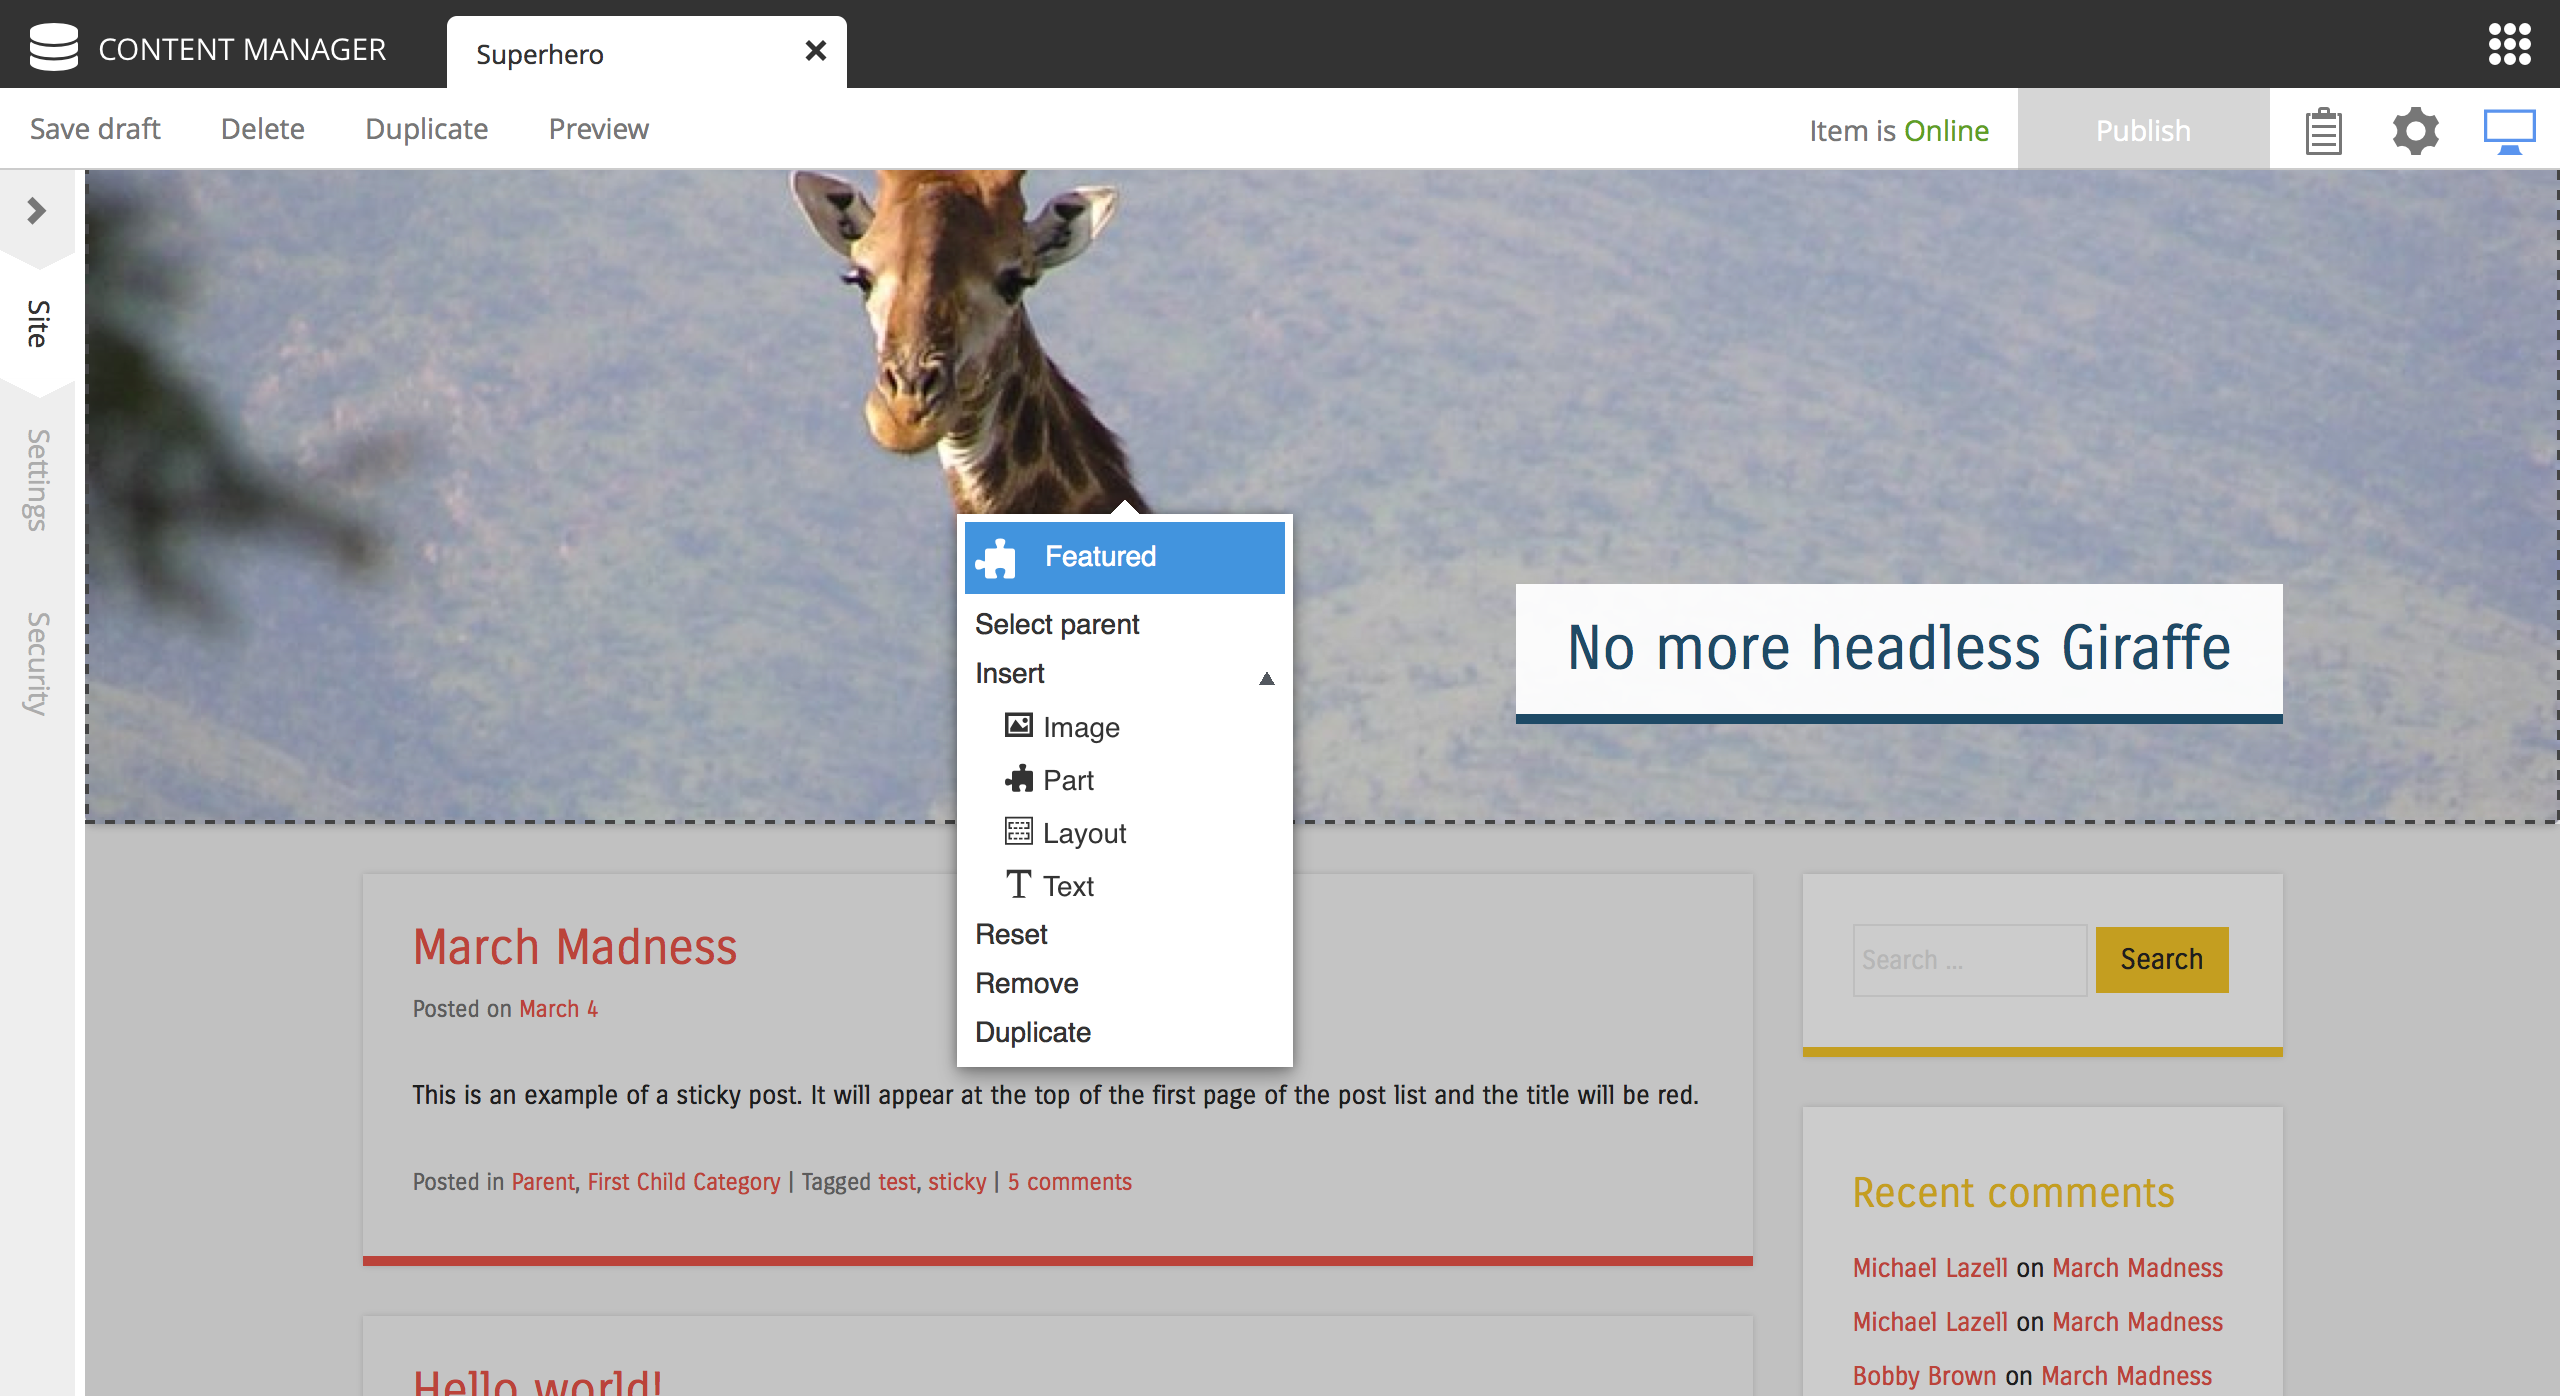 CONTENT MANAGER
Superhero
Save draft Delete Duplicate Preview
Item is Online
Publish
Site
Settings
Security
Featured
Select parent
Insert
Image
Part
Layout
Text
Reset
Remove
Duplicate
No more headless Giraffe
March Madness
Posted on March 4
This is an example of a sticky post. It will appear at the top of the first page of the post list and the title will be red.
Posted in Parent, First Child Category | Tagged test, sticky | 5 comments
Hello world!
Search ... Search
Recent comments
Michael Lazell on March Madness
Michael Lazell on March Madness
Bobby Brown on March Madness